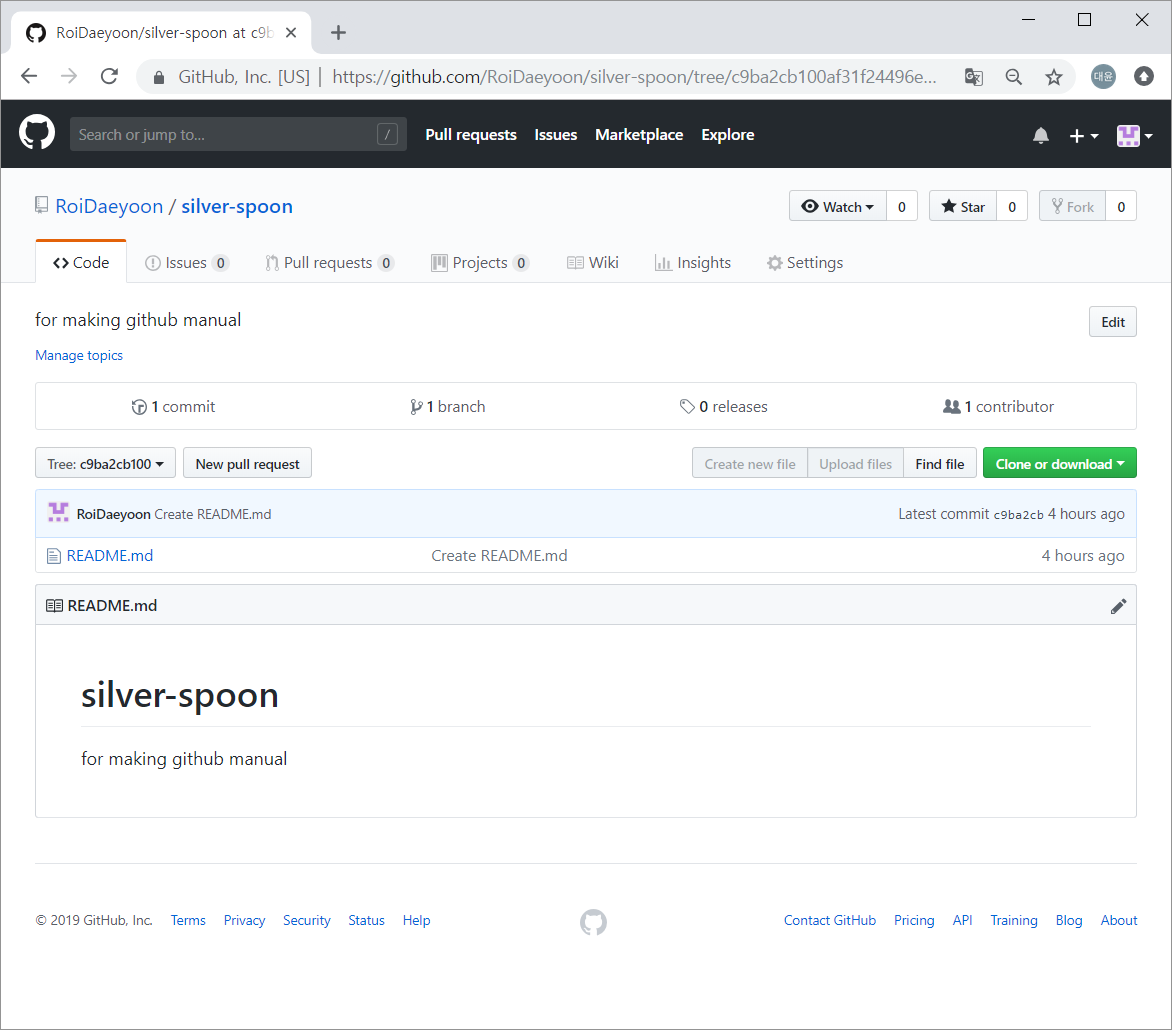 RoiDaeyoon/silver-spoon at c9b
GitHub, Inc. [US] | https://github.com/RoiDaeyoon/silver-spoon/tree/c9ba2cb100af31f24496e... 대윤
Search or jump to... / Pull requests Issues Marketplace Explore
RoiDaeyoon / silver-spoon Watch 0 Star 0 Fork 0
Code Issues 0 Pull requests 0 Projects 0 Wiki Insights Settings
for making github manual Edit
Manage topics
1 commit 1 branch 0 releases 1 contributor
Tree: c9ba2cb100 New pull request Create new file Upload files Find file Clone or download
RoiDaeyoon Create README.md Latest commit c9ba2cb 4 hours ago
README.md Create README.md 4 hours ago
README.md
silver-spoon
for making github manual
© 2019 GitHub, Inc. Terms Privacy Security Status Help Contact GitHub Pricing API Training Blog About